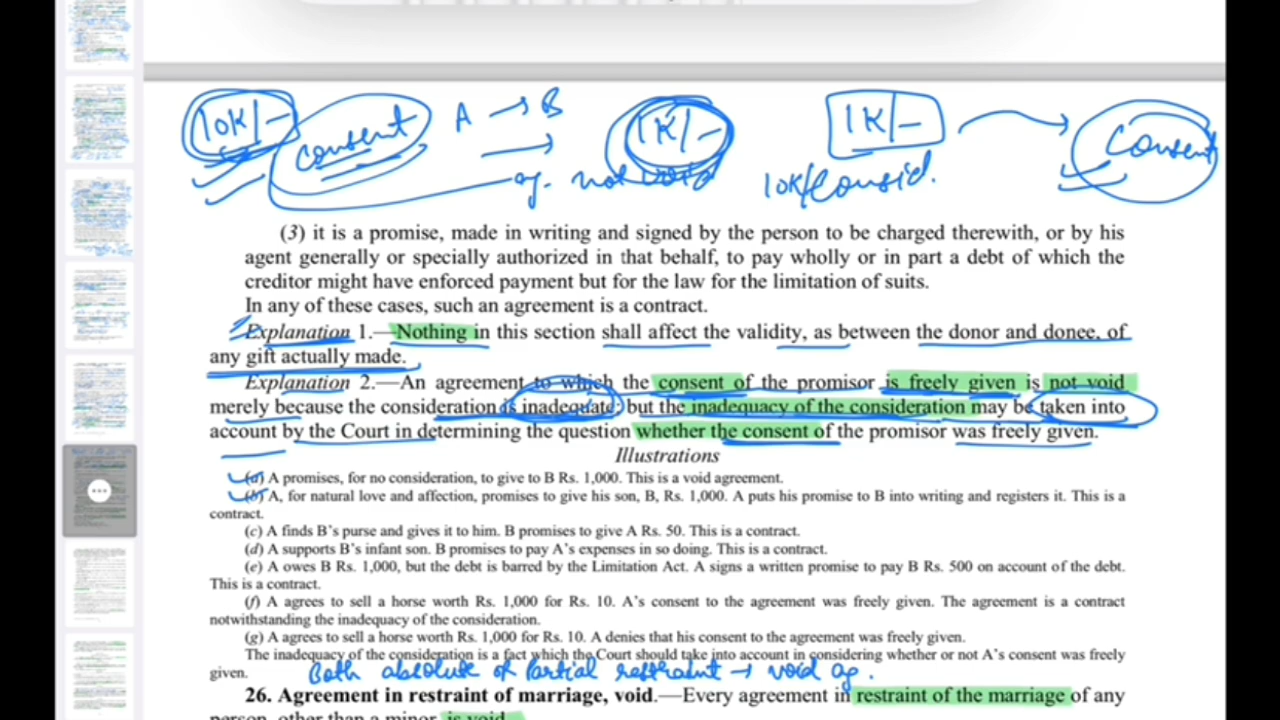 10K/- consent A → B 1K/- 1K/- → Consent
ag. not void 10K/Consid.
(3) it is a promise, made in writing and signed by the person to be charged therewith, or by his
agent generally or specially authorized in that behalf, to pay wholly or in part a debt of which the
creditor might have enforced payment but for the law for the limitation of suits.
In any of these cases, such an agreement is a contract.
Explanation 1.—Nothing in this section shall affect the validity, as between the donor and donee, of
any gift actually made.
Explanation 2.—An agreement to which the consent of the promisor is freely given is not void
merely because the consideration is inadequate; but the inadequacy of the consideration may be taken into
account by the Court in determining the question whether the consent of the promisor was freely given.
Illustrations
(a) A promises, for no consideration, to give to B Rs. 1,000. This is a void agreement.
(b) A, for natural love and affection, promises to give his son, B, Rs. 1,000. A puts his promise to B into writing and registers it. This is a
contract.
(c) A finds B's purse and gives it to him. B promises to give A Rs. 50. This is a contract.
(d) A supports B's infant son. B promises to pay A's expenses in so doing. This is a contract.
(e) A owes B Rs. 1,000, but the debt is barred by the Limitation Act. A signs a written promise to pay B Rs. 500 on account of the debt.
This is a contract.
(f) A agrees to sell a horse worth Rs. 1,000 for Rs. 10. A's consent to the agreement was freely given. The agreement is a contract
notwithstanding the inadequacy of the consideration.
(g) A agrees to sell a horse worth Rs. 1,000 for Rs. 10. A denies that his consent to the agreement was freely given.
The inadequacy of the consideration is a fact which the Court should take into account in considering whether or not A's consent was freely
given. Both absolute or partial restraint → void ag.
26. Agreement in restraint of marriage, void.—Every agreement in restraint of the marriage of any
person, other than a minor, is void.